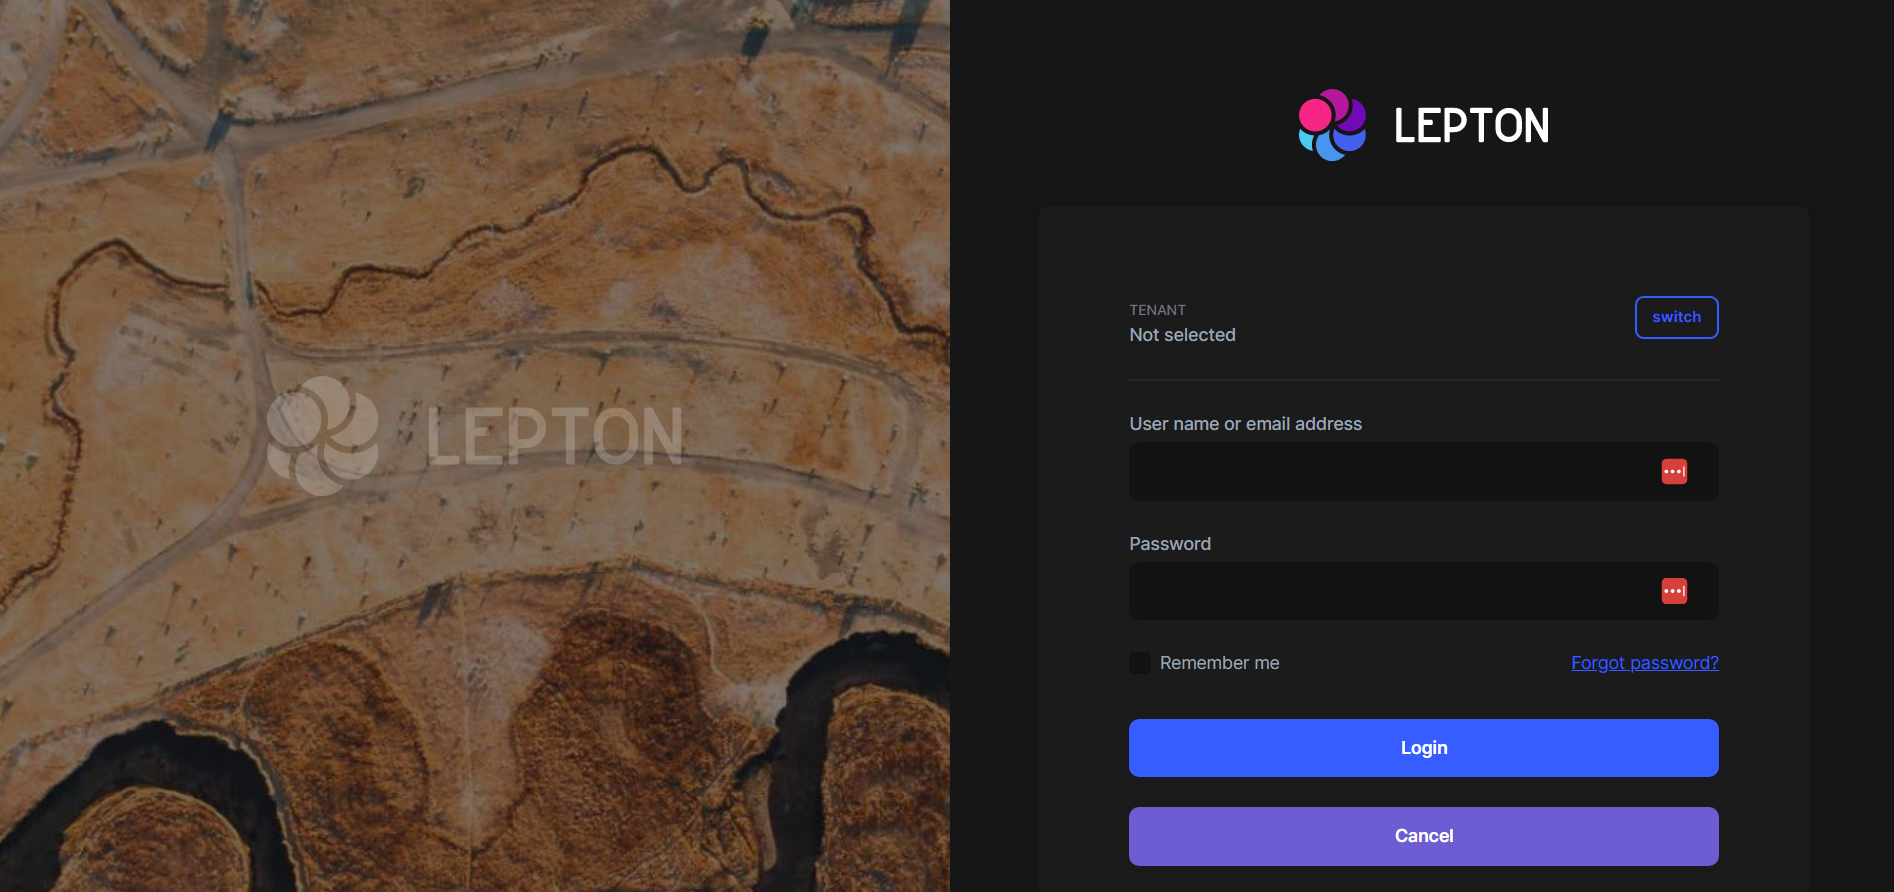 LEPTON
LEPTON
TENANT
Not selected
switch
User name or email address
Password
Remember me
Forgot password?
Login
Cancel